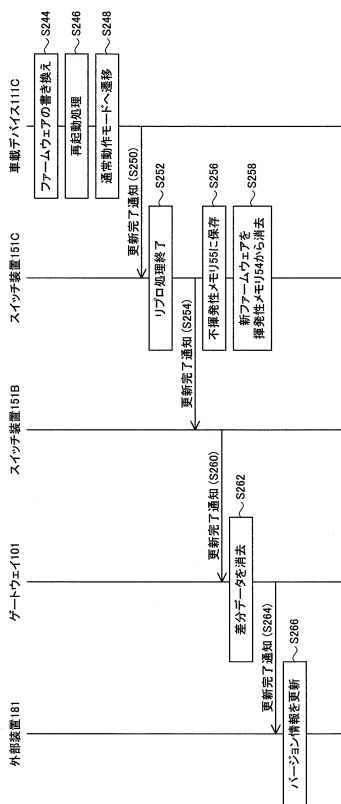 外部装置181
ゲートウェイ101
スイッチ装置151B
スイッチ装置151C
車載デバイス111C
ファームウェアの書き換え
S244
再起動処理
S246
通常動作モードへ遷移
S248
更新完了通知(S250)
リプロ処理終了
S252
更新完了通知(S254)
不揮発性メモリ55に保存
S256
新ファームウェアを
揮発性メモリ54から消去
S258
更新完了通知(S260)
差分データを消去
S262
更新完了通知(S264)
バージョン情報を更新
S266